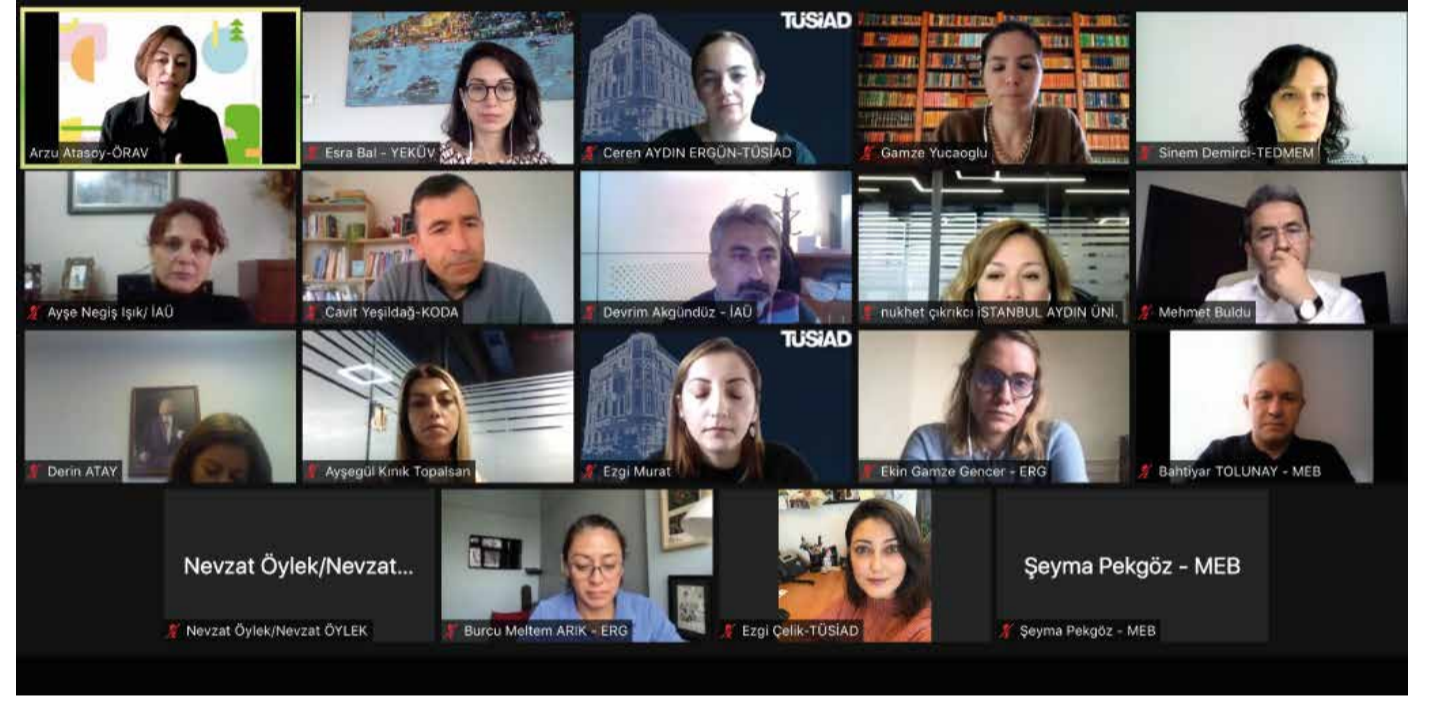 Arzu Atasoy-ÖRAV
Esra Bal - YEKÜV
TÜSİAD
Ceren AYDIN ERGÜN-TÜSİAD
Gamze Yucaoglu
Sinem Demirci-TEDMEM
Ayşe Negiş Işık/ İAÜ
Cavit Yeşildağ-KODA
Devrim Akgündüz - İAÜ
nukhet çıkrıkcı İSTANBUL AYDIN ÜNİ.
Mehmet Buldu
Derin ATAY
Ayşegül Kınık Topalsan
TÜSİAD
Ezgi Murat
Ekin Gamze Gencer - ERG
Bahtiyar TOLUNAY - MEB
Nevzat Öylek/Nevzat...
Nevzat Öylek/Nevzat ÖYLEK
Burcu Meltem ARIK - ERG
Ezgi Çelik-TÜSİAD
Şeyma Pekgöz - MEB
Şeyma Pekgöz - MEB